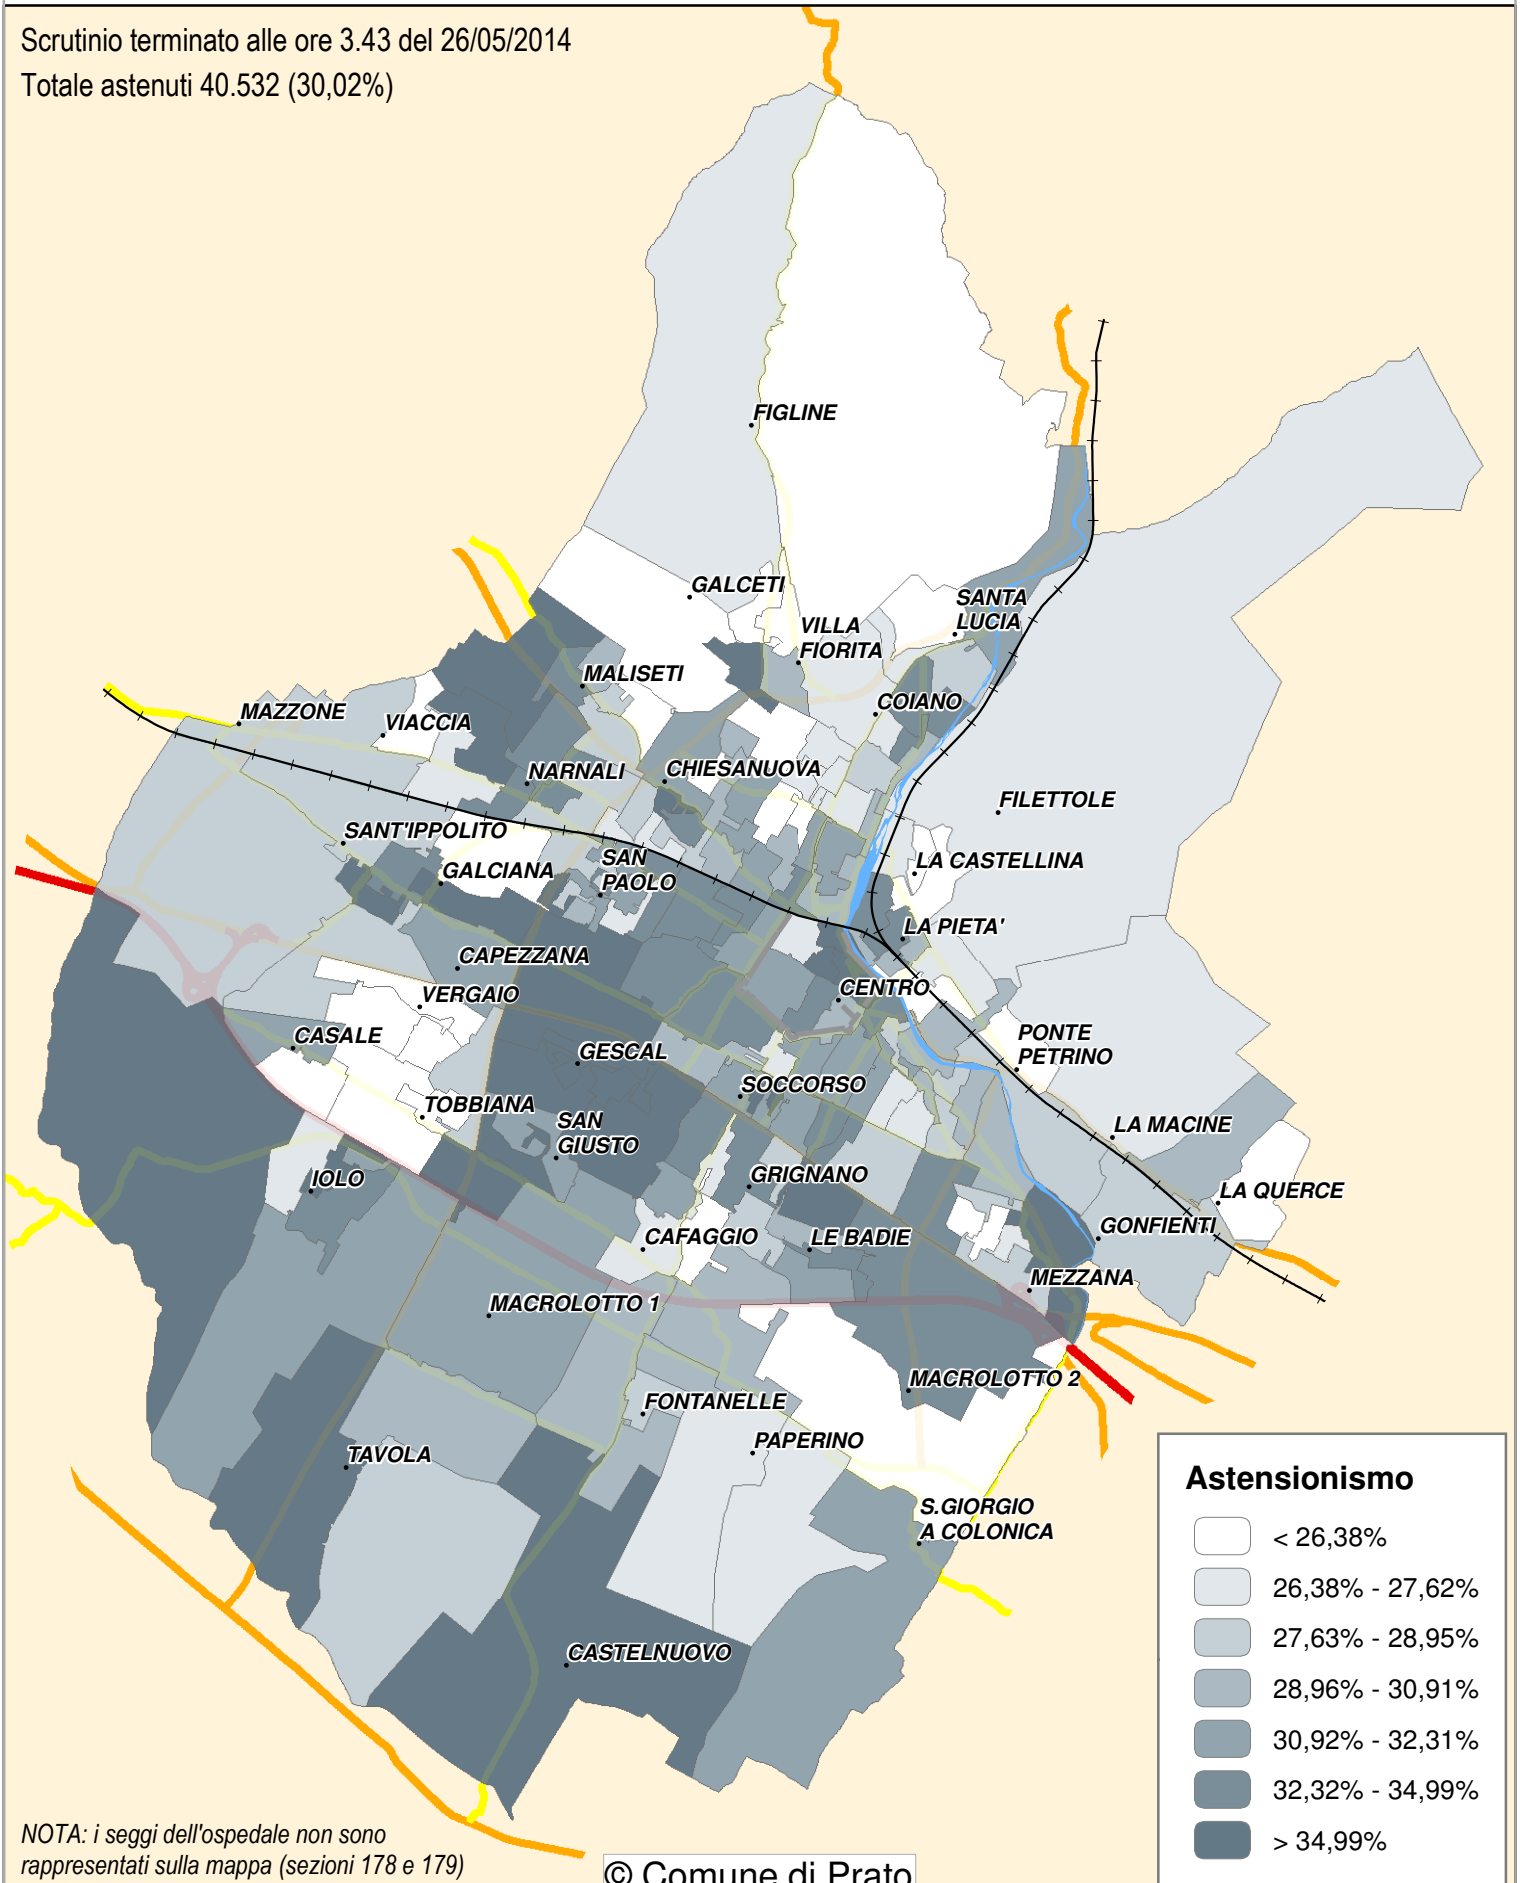 Scrutinio terminato alle ore 3.43 del 26/05/2014
Totale astenuti 40.532 (30,02%)
FIGLINE
GALCETI
SANTA
LUCIA
VILLA
FIORITA
MALISETI
COIANO
MAZZONE
VIACCIA
NARNALI
CHIESANUOVA
FILETTOLE
SANT'IPPOLITO
SAN
PAOLO
GALCIANA
LA CASTELLINA
LA PIETA'
CAPEZZANA
CENTRO
VERGAIO
CASALE
PONTE
PETRINO
GESCAL
SOCCORSO
TOBBIANA
SAN
GIUSTO
LA MACINE
IOLO
GRIGNANO
LA QUERCE
CAFAGGIO
LE BADIE
GONFIENTI
MEZZANA
MACROLOTTO 1
MACROLOTTO 2
FONTANELLE
PAPERINO
TAVOLA
S.GIORGIO
A COLONICA
CASTELNUOVO
Astensionismo
< 26,38%
26,38% - 27,62%
27,63% - 28,95%
28,96% - 30,91%
30,92% - 32,31%
32,32% - 34,99%
> 34,99%
NOTA: i seggi dell'ospedale non sono
rappresentati sulla mappa (sezioni 178 e 179)
© Comune di Prato